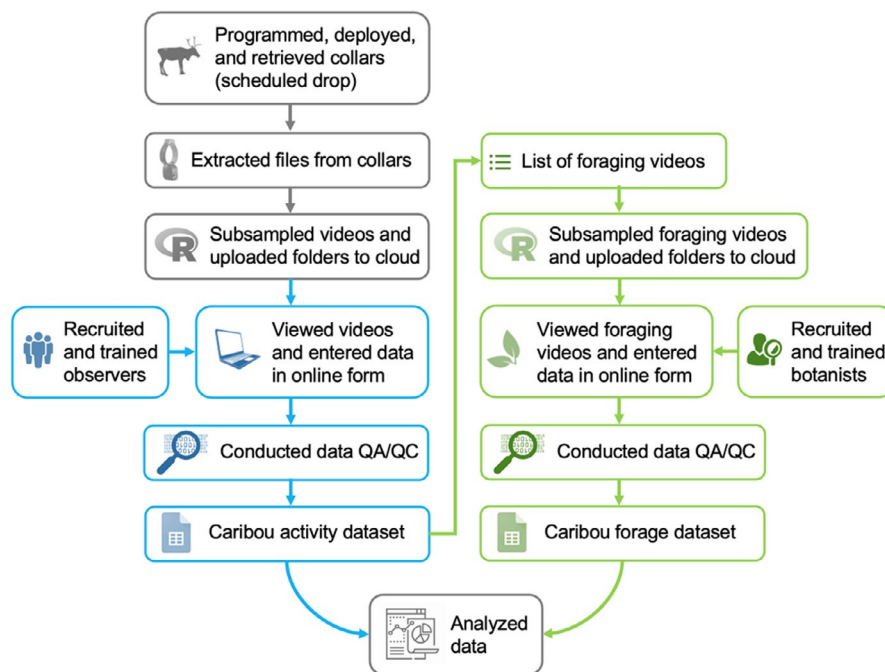 Programmed, deployed,
and retrieved collars
(scheduled drop)
Extracted files from collars
Subsampled videos and
uploaded folders to cloud
Recruited
and trained
observers
Viewed videos
and entered data
in online form
Conducted data QA/QC
Caribou activity dataset
List of foraging videos
Subsampled foraging videos
and uploaded folders to cloud
Viewed foraging
videos and entered
data in online form
Recruited
and trained
botanists
Conducted data QA/QC
Caribou forage dataset
Analyzed
data